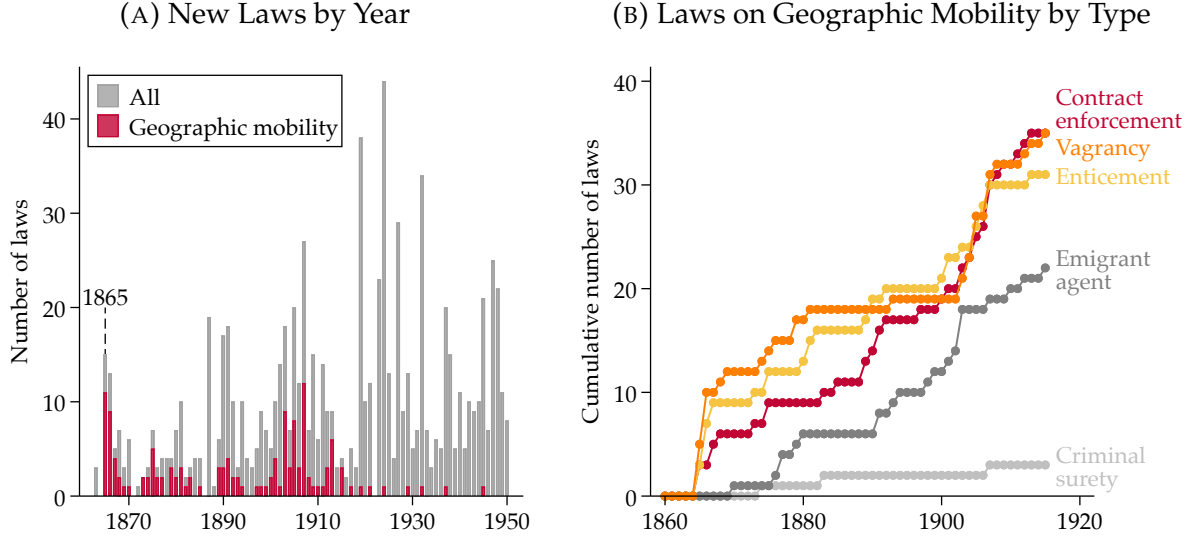 (A) New Laws by Year
Number of laws
40
30
20
10
0
All
Geographic mobility
1865
1870
1890
1910
1930
1950
(B) Laws on Geographic Mobility by Type
Cumulative number of laws
40
30
20
10
0
Contract
enforcement
Vagrancy
Enticement
Emigrant
agent
Criminal
surety
1860
1880
1900
1920